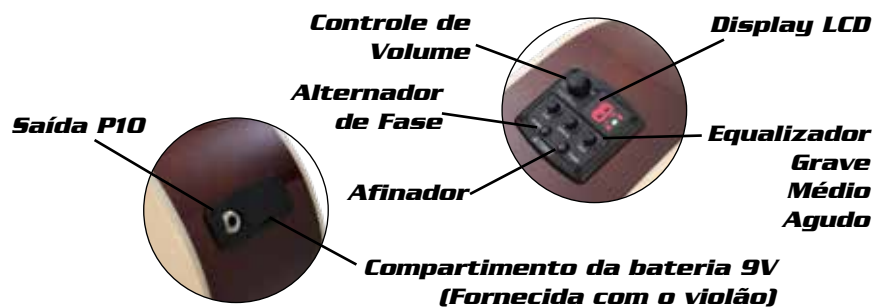 Controle de
Volume
Display LCD
Alternador
de Fase
Saída P10
Equalizador
Grave
Médio
Agudo
Afinador
Compartimento da bateria 9V
(Fornecida com o violão)